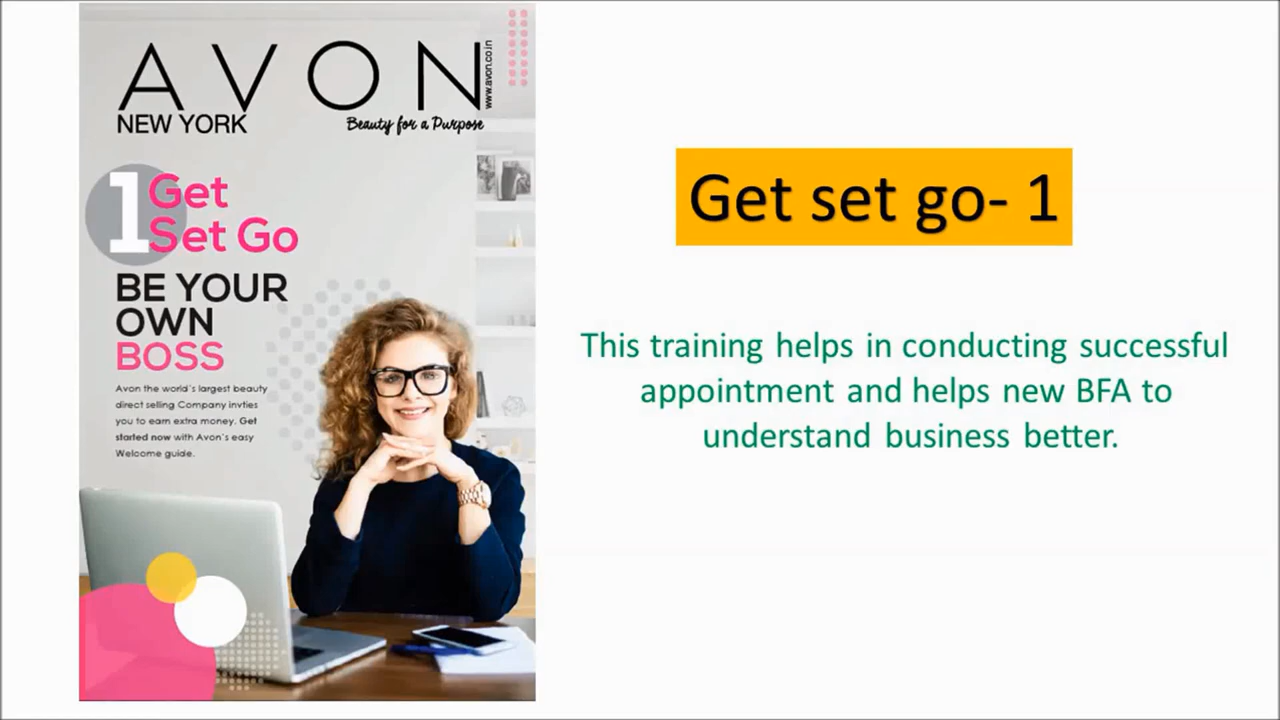 AVON
www.avon.co.in
NEW YORK
Beauty for a Purpose
1 Get
Set Go
BE YOUR
OWN
BOSS
Avon the world's largest beauty
direct selling Company invties
you to earn extra money. Get
started now with Avon's easy
Welcome guide.
Get set go- 1
This training helps in conducting successful
appointment and helps new BFA to
understand business better.